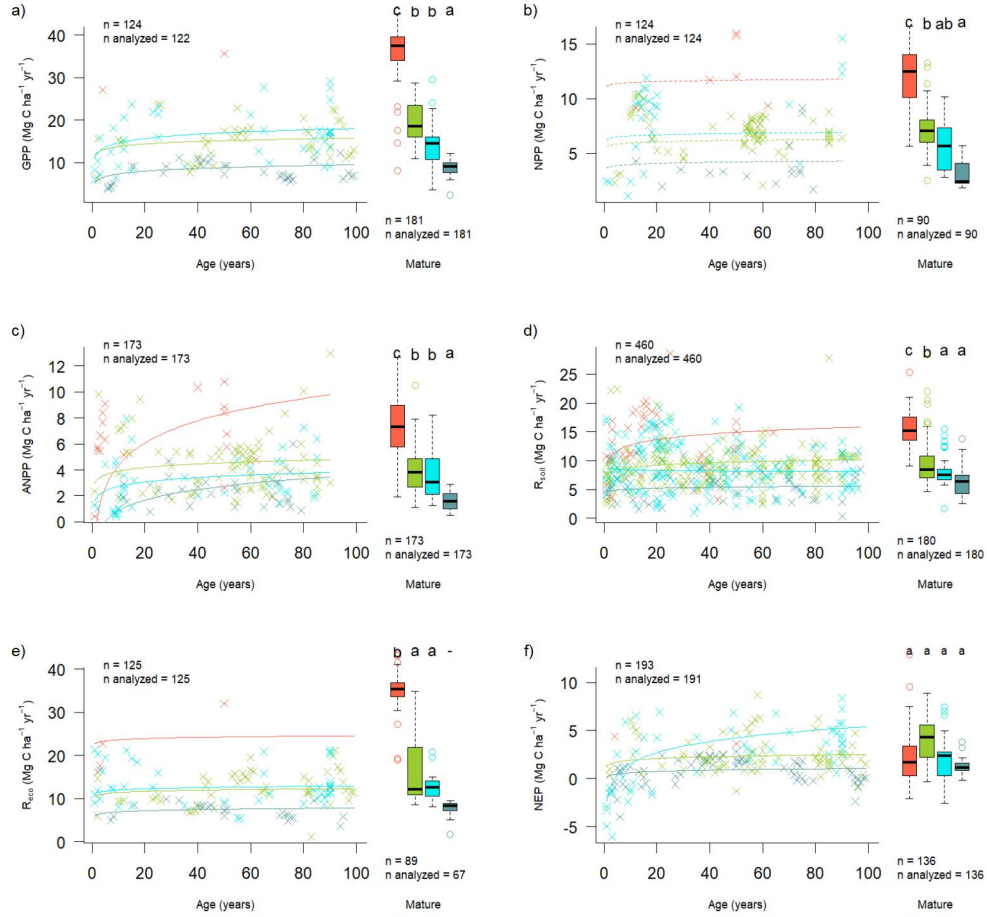 a)
n = 124
n analyzed = 122
c b b a
GPP (Mg C ha⁻¹ yr⁻¹)
40
30
20
10
0 20 40 60 80 100
Age (years)
n = 181
n analyzed = 181
Mature
b)
n = 124
n analyzed = 124
c b ab a
NPP (Mg C ha⁻¹ yr⁻¹)
15
10
5
0 20 40 60 80 100
Age (years)
n = 90
n analyzed = 90
Mature
c)
n = 173
n analyzed = 173
c b b a
ANPP (Mg C ha⁻¹ yr⁻¹)
12
10
8
6
4
2
0
0 20 40 60 80 100
Age (years)
n = 173
n analyzed = 173
Mature
d)
n = 460
n analyzed = 460
c b a a
R_soil (Mg C ha⁻¹ yr⁻¹)
25
20
15
10
5
0
0 20 40 60 80 100
Age (years)
n = 180
n analyzed = 180
Mature
e)
n = 125
n analyzed = 125
b a a -
R_eco (Mg C ha⁻¹ yr⁻¹)
40
30
20
10
0
0 20 40 60 80 100
Age (years)
n = 89
n analyzed = 67
Mature
f)
n = 193
n analyzed = 191
a a a a
NEP (Mg C ha⁻¹ yr⁻¹)
10
5
0
-5
0 20 40 60 80 100
Age (years)
n = 136
n analyzed = 136
Mature